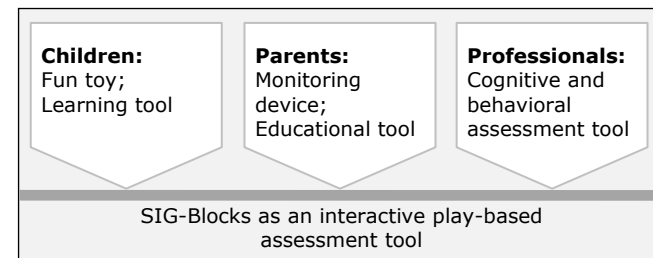 Children:
Fun toy;
Learning tool
Parents:
Monitoring
device;
Educational tool
Professionals:
Cognitive and
behavioral
assessment tool
SIG-Blocks as an interactive play-based
assessment tool